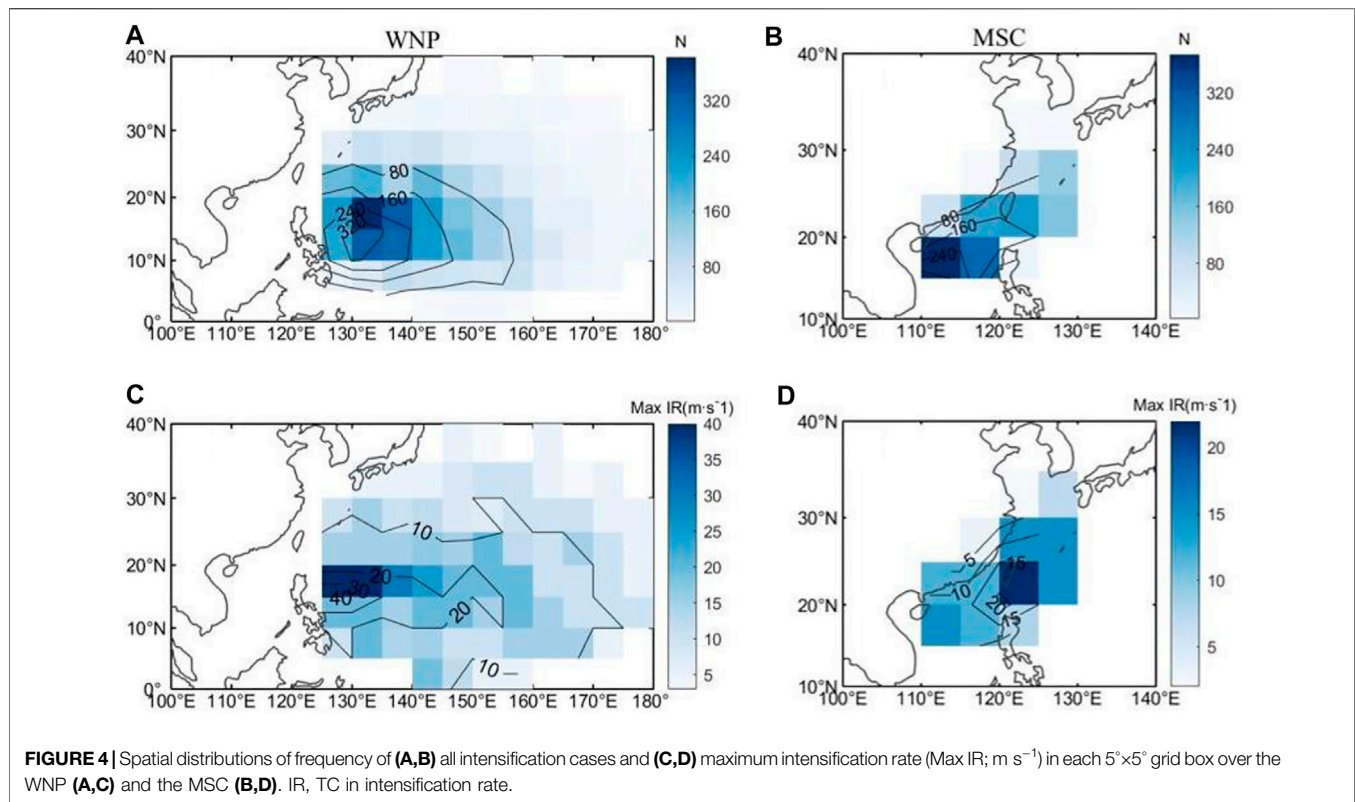 A WNP N B MSC N
40°N 40°N
320 320
30°N 30°N
240 240
80
20°N 160 160
240 80
320 160 20°N
10°N 80 240 80
0° 10°N
100°E 110°E 120°E 130°E 140°E 150°E 160°E 170°E 180°E 100°E 110°E 120°E 130°E 140°E
C Max IR(m·s⁻¹) D Max IR(m·s⁻¹)
40°N 40 40°N
35 20
30°N 30 30°N
10 25 15
20°N 20 20 5 15
30 10
40 20 15 20°N 20 10
10°N 10 15
10 5 5
0° 10°N
100°E 110°E 120°E 130°E 140°E 150°E 160°E 170°E 180°E 100°E 110°E 120°E 130°E 140°E
FIGURE 4 | Spatial distributions of frequency of (A,B) all intensification cases and (C,D) maximum intensification rate (Max IR; m s⁻¹) in each 5°×5° grid box over the
WNP (A,C) and the MSC (B,D). IR, TC in intensification rate.